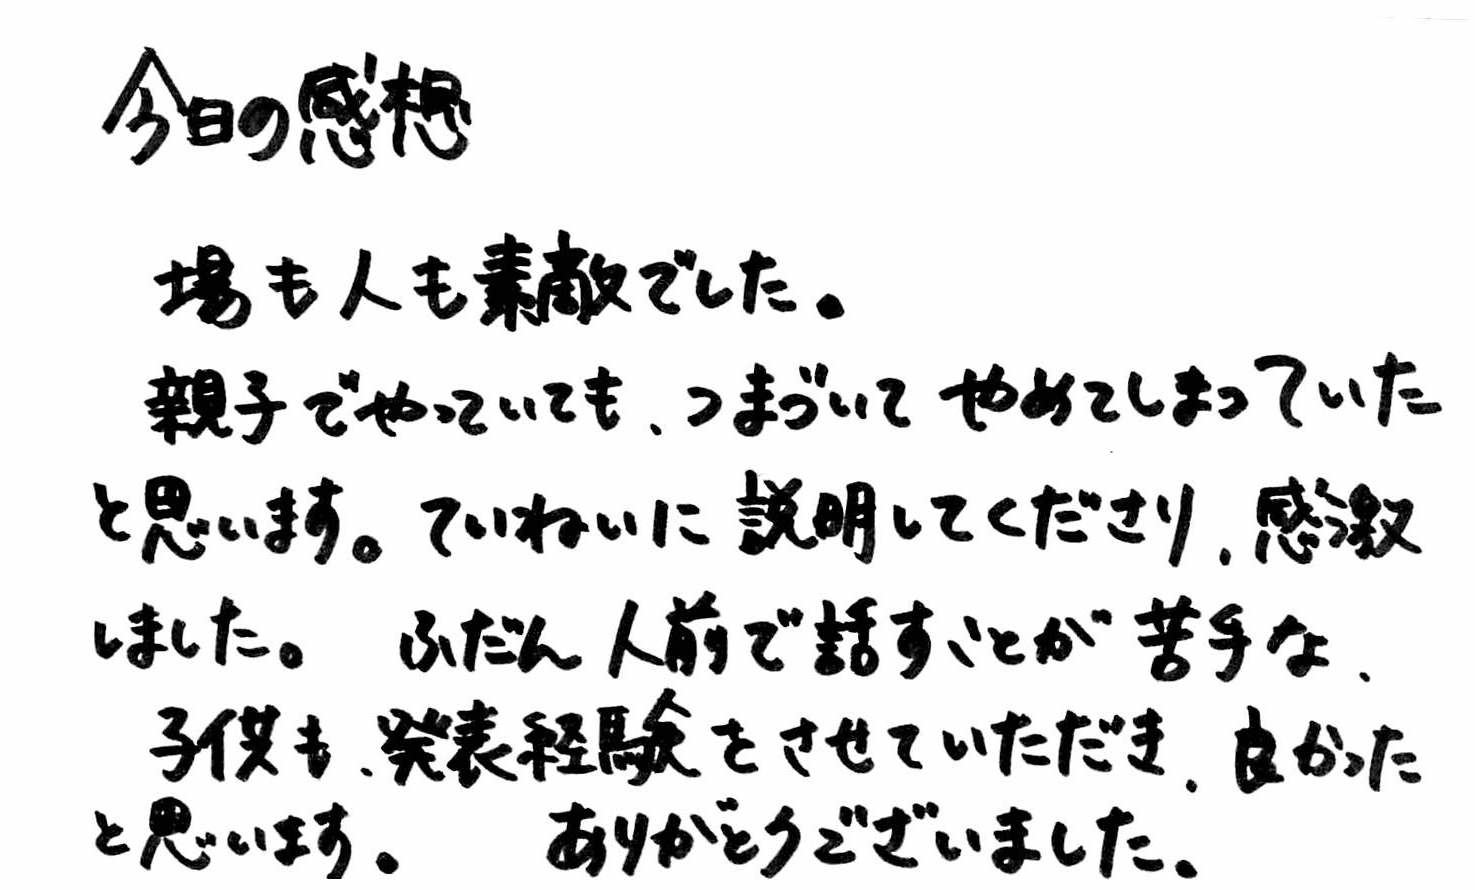 今日の感想
場も人も素敵でした。
親子でやっていても、つまづいてやめてしまっていた
と思います。ていねいに説明してくださり、感激
しました。 ふだん人前で話すことが苦手な、
子供も、発表経験をさせていただき、良かった
と思います。 ありがとうございました。